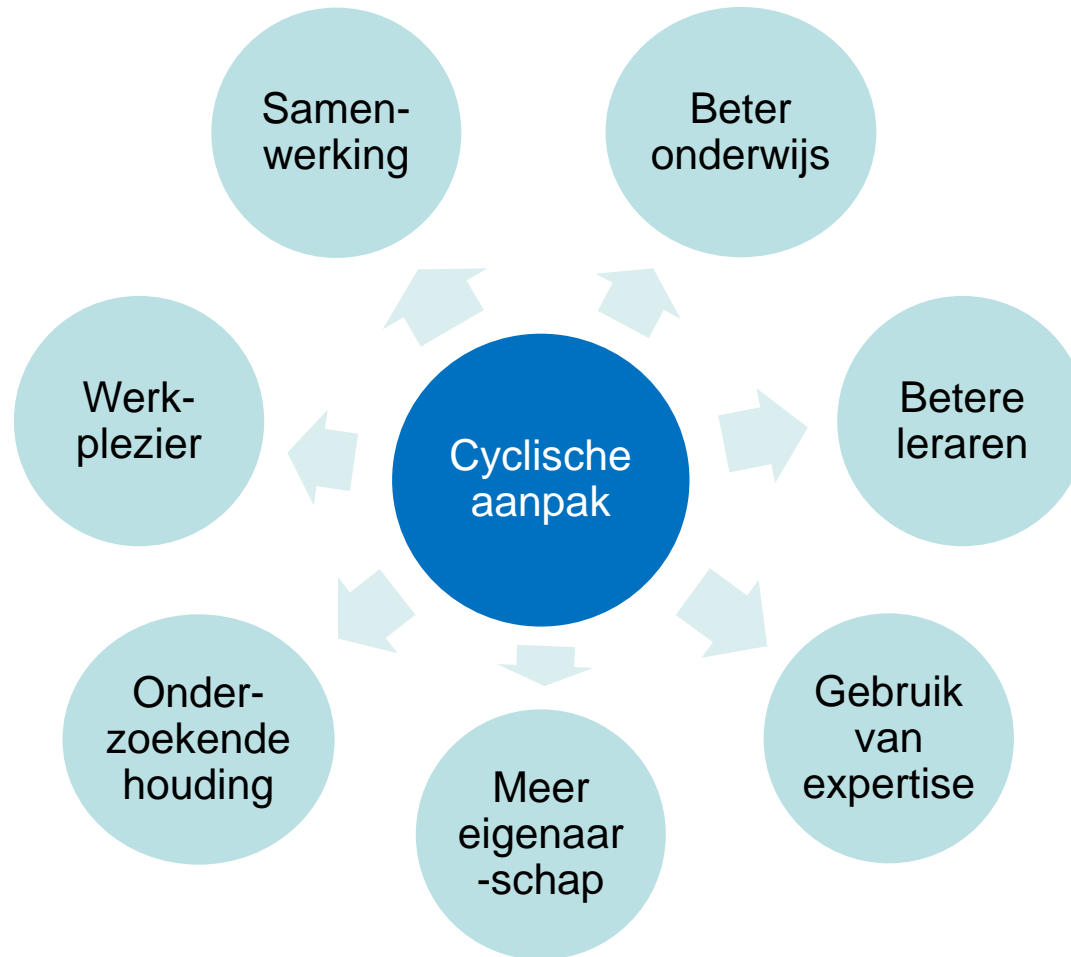 Samen-
werking
Beter
onderwijs
Werk-
plezier
Cyclische
aanpak
Betere
leraren
Onder-
zoekende
houding
Meer
eigenaar
-schap
Gebruik
van
expertise